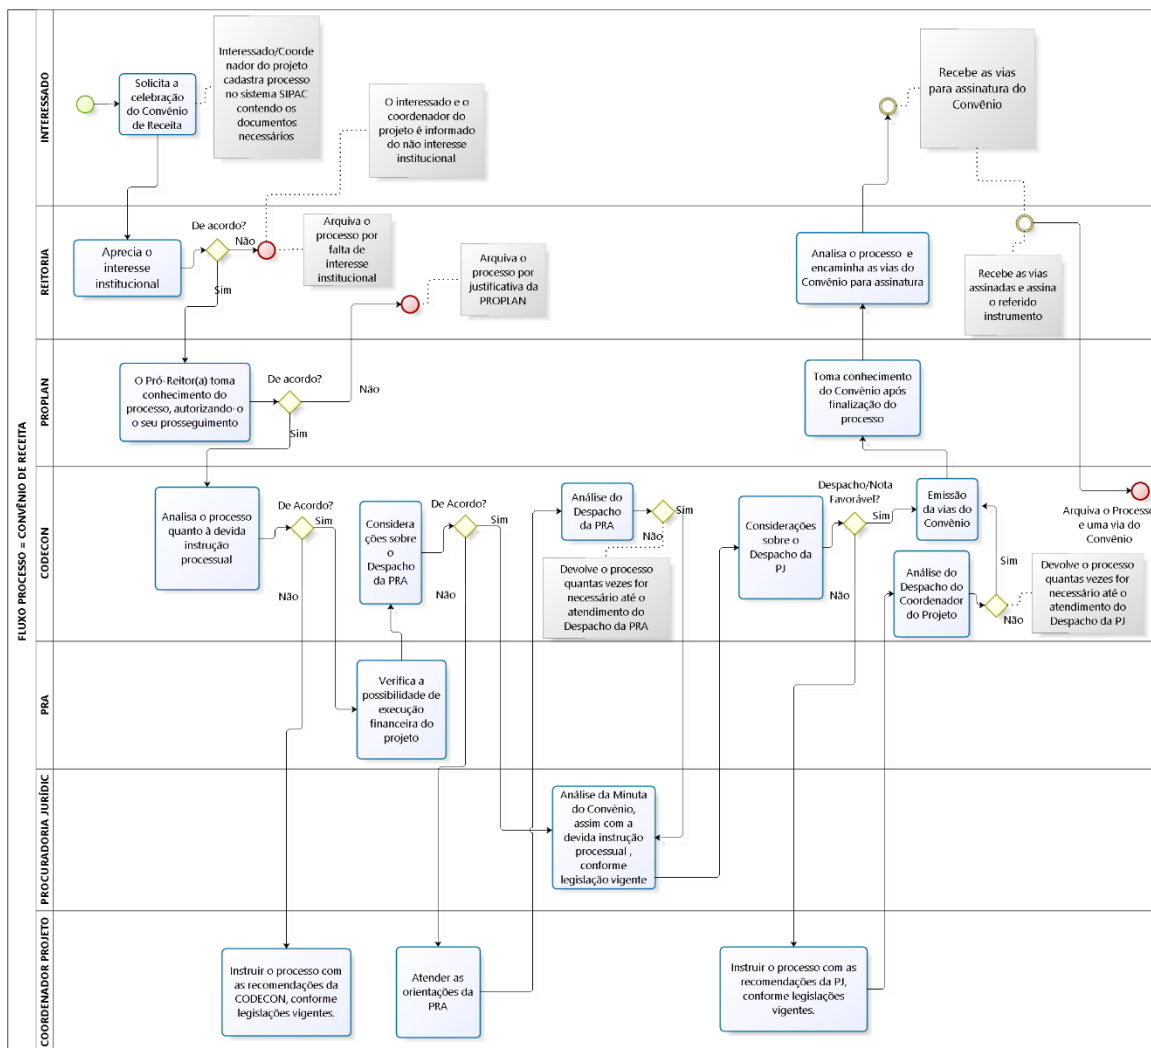 FLUXO PROCESSO = CONVÊNIO DE RECEITA
INTERESSADO
Solicita a
celebração
do Convênio
de Receita
Interessado/Coorde
nador do projeto
cadastra processo
no sistema SIPAC
contendo os
documentos
necessários
O interessado e o
coordenador do
projeto é informado
do não interesse
institucional
Recebe as vias
para assinatura do
Convênio
REITORIA
Aprecia o
interesse
institucional
De acordo?
Não
Sim
Arquiva o
processo por
falta de
interesse
institucional
Arquiva o
processo por
justificativa da
PROPLAN
Analisa o processo e
encaminha as vias do
Convênio para assinatura
Recebe as vias
assinadas e assina
o referido
instrumento
PROPLAN
O Pró-Reitor(a) toma
conhecimento do
processo, autorizando-o
o seu prosseguimento
De acordo?
Não
Sim
Toma conhecimento
do Convênio após
finalização do
processo
CODECON
Analisa o processo
quanto à devida
instrução
processual
De Acordo?
Sim
Não
Considera
ções sobre
o
Despacho
da PRA
De Acordo?
Sim
Não
Análise do
Despacho
da PRA
Sim
Não
Devolve o processo
quantas vezes for
necessário até o
atendimento do
Despacho da PRA
Considerações
sobre o
Despacho da
PJ
Despacho/Nota
Favorável?
Sim
Não
Emissão
da vias do
Convênio
Análise do
Despacho do
Coordenador
do Projeto
Sim
Não
Devolve o processo
quantas vezes for
necessário até o
atendimento do
Despacho da PJ
Arquiva o Processo
e uma via do
Convênio
PRA
Verifica a
possibilidade de
execução
financeira do
projeto
PROCURADORIA JURÍDIC
Análise da Minuta
do Convênio,
assim com a
devida instrução
processual ,
conforme
legislação vigente
COORDENADOR PROJETO
Instruir o processo com
as recomendações da
CODECON, conforme
legislações vigentes.
Atender as
orientações da
PRA
Instruir o processo com as
recomendações da PJ,
conforme legislações
vigentes.